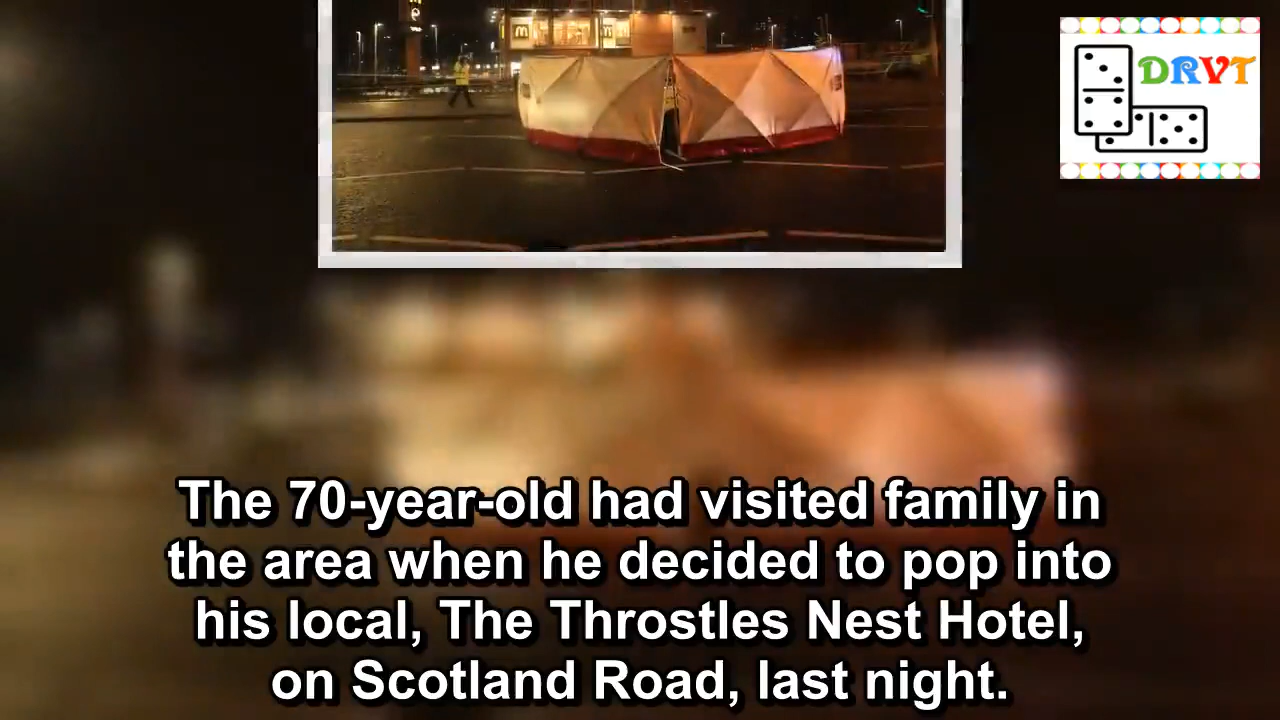 DRVT
The 70-year-old had visited family in
the area when he decided to pop into
his local, The Throstles Nest Hotel,
on Scotland Road, last night.